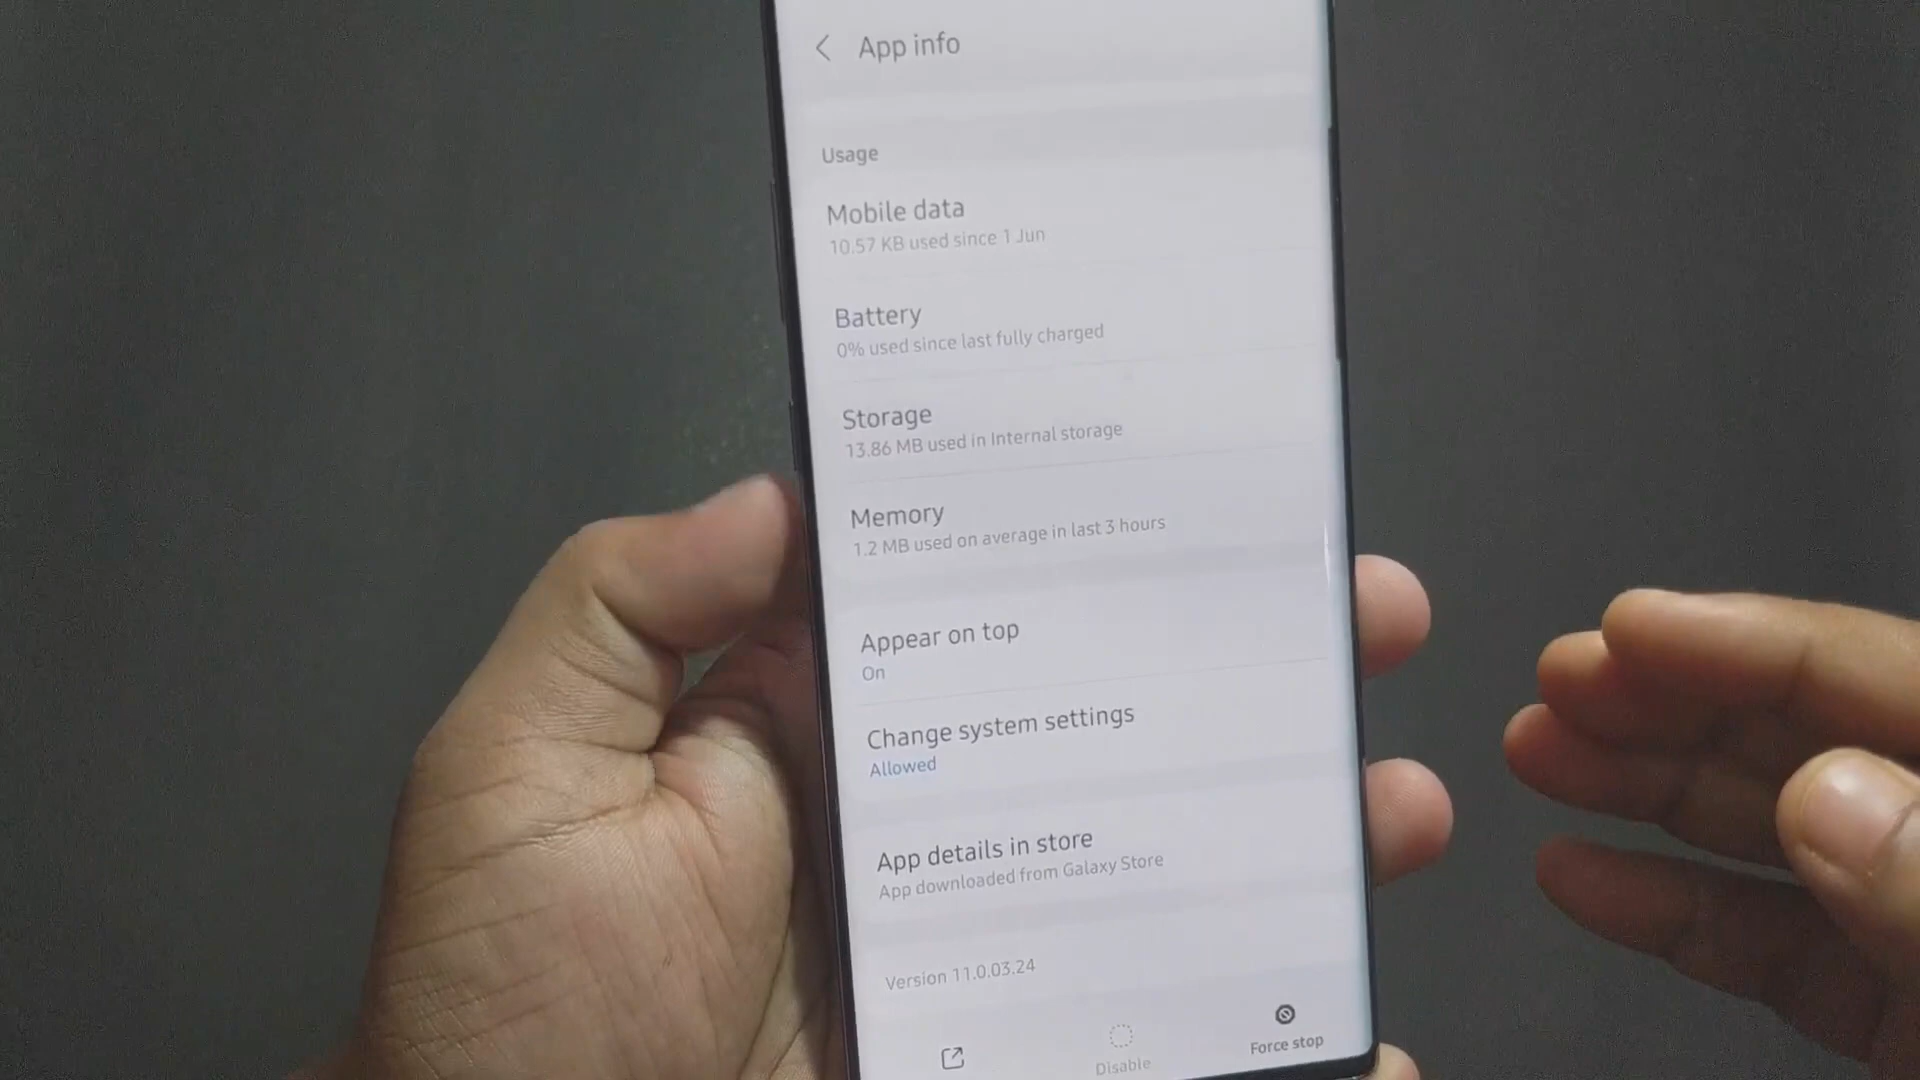 App info
Usage
Mobile data
10.57 KB used since 1 Jun
Battery
0% used since last fully charged
Storage
13.86 MB used in Internal storage
Memory
1.2 MB used on average in last 3 hours
Appear on top
On
Change system settings
Allowed
App details in store
App downloaded from Galaxy Store
Version 11.0.03.24
Disable
Force stop